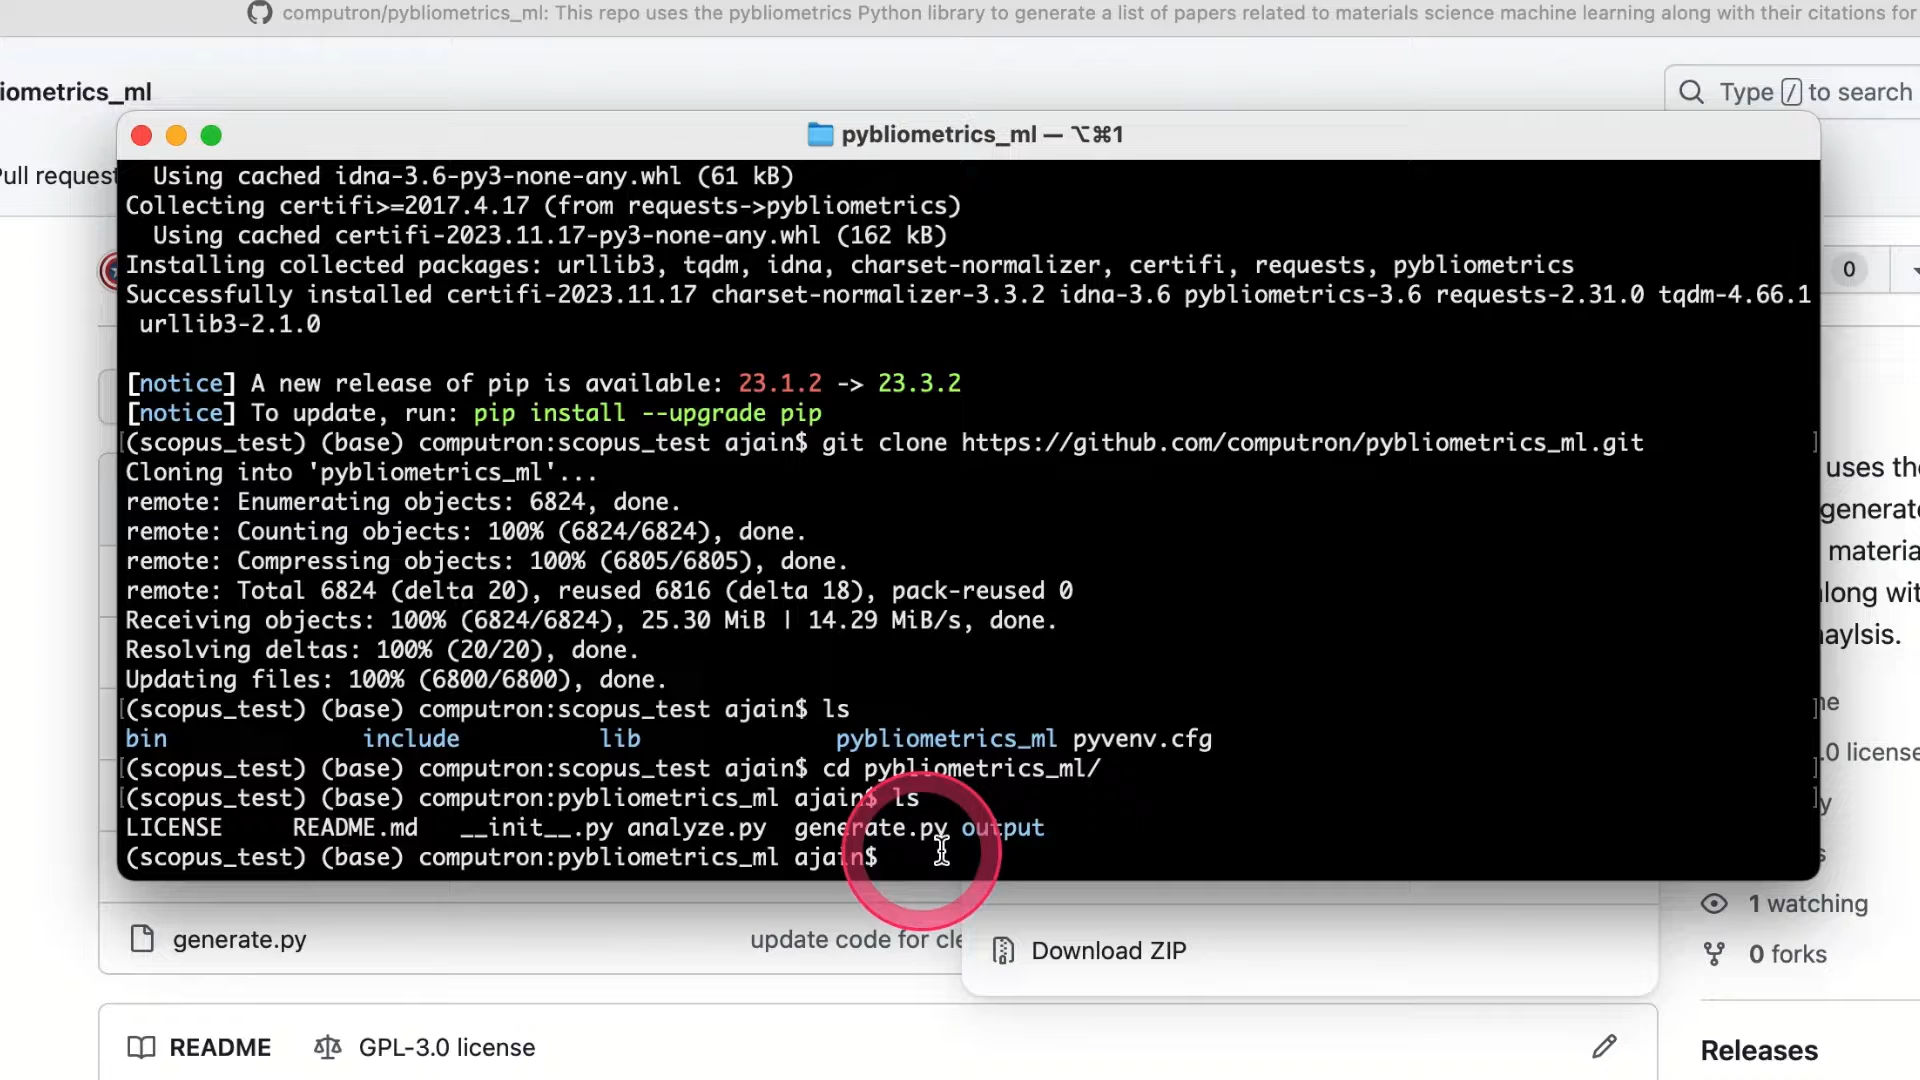 computron/pybliometrics_ml: This repo uses the pybliometrics Python library to generate a list of papers related to materials science machine learning along with their citations for
iometrics_ml
Type / to search
pybliometrics_ml — ⌥⌘1
Pull request
Using cached idna-3.6-py3-none-any.whl (61 kB)
Collecting certifi>=2017.4.17 (from requests->pybliometrics)
Using cached certifi-2023.11.17-py3-none-any.whl (162 kB)
Installing collected packages: urllib3, tqdm, idna, charset-normalizer, certifi, requests, pybliometrics
0
Successfully installed certifi-2023.11.17 charset-normalizer-3.3.2 idna-3.6 pybliometrics-3.6 requests-2.31.0 tqdm-4.66.1
urllib3-2.1.0
[notice] A new release of pip is available: 23.1.2 -> 23.3.2
[notice] To update, run: pip install --upgrade pip
[(scopus_test) (base) computron:scopus_test ajain$ git clone https://github.com/computron/pybliometrics_ml.git ]
Cloning into 'pybliometrics_ml'...
remote: Enumerating objects: 6824, done.
remote: Counting objects: 100% (6824/6824), done.
remote: Compressing objects: 100% (6805/6805), done.
remote: Total 6824 (delta 20), reused 6816 (delta 18), pack-reused 0
Receiving objects: 100% (6824/6824), 25.30 MiB | 14.29 MiB/s, done.
Resolving deltas: 100% (20/20), done.
Updating files: 100% (6800/6800), done.
[(scopus_test) (base) computron:scopus_test ajain$ ls ]
bin include lib pybliometrics_ml pyvenv.cfg
[(scopus_test) (base) computron:scopus_test ajain$ cd pybliometrics_ml/ ]
[(scopus_test) (base) computron:pybliometrics_ml ajain$ ls ]
LICENSE README.md __init__.py analyze.py generate.py output
(scopus_test) (base) computron:pybliometrics_ml ajain$
uses the
generate
materia
long wit
naylsis.
.0 license
1 watching
0 forks
generate.py
update code for cle
Download ZIP
README
GPL-3.0 license
Releases